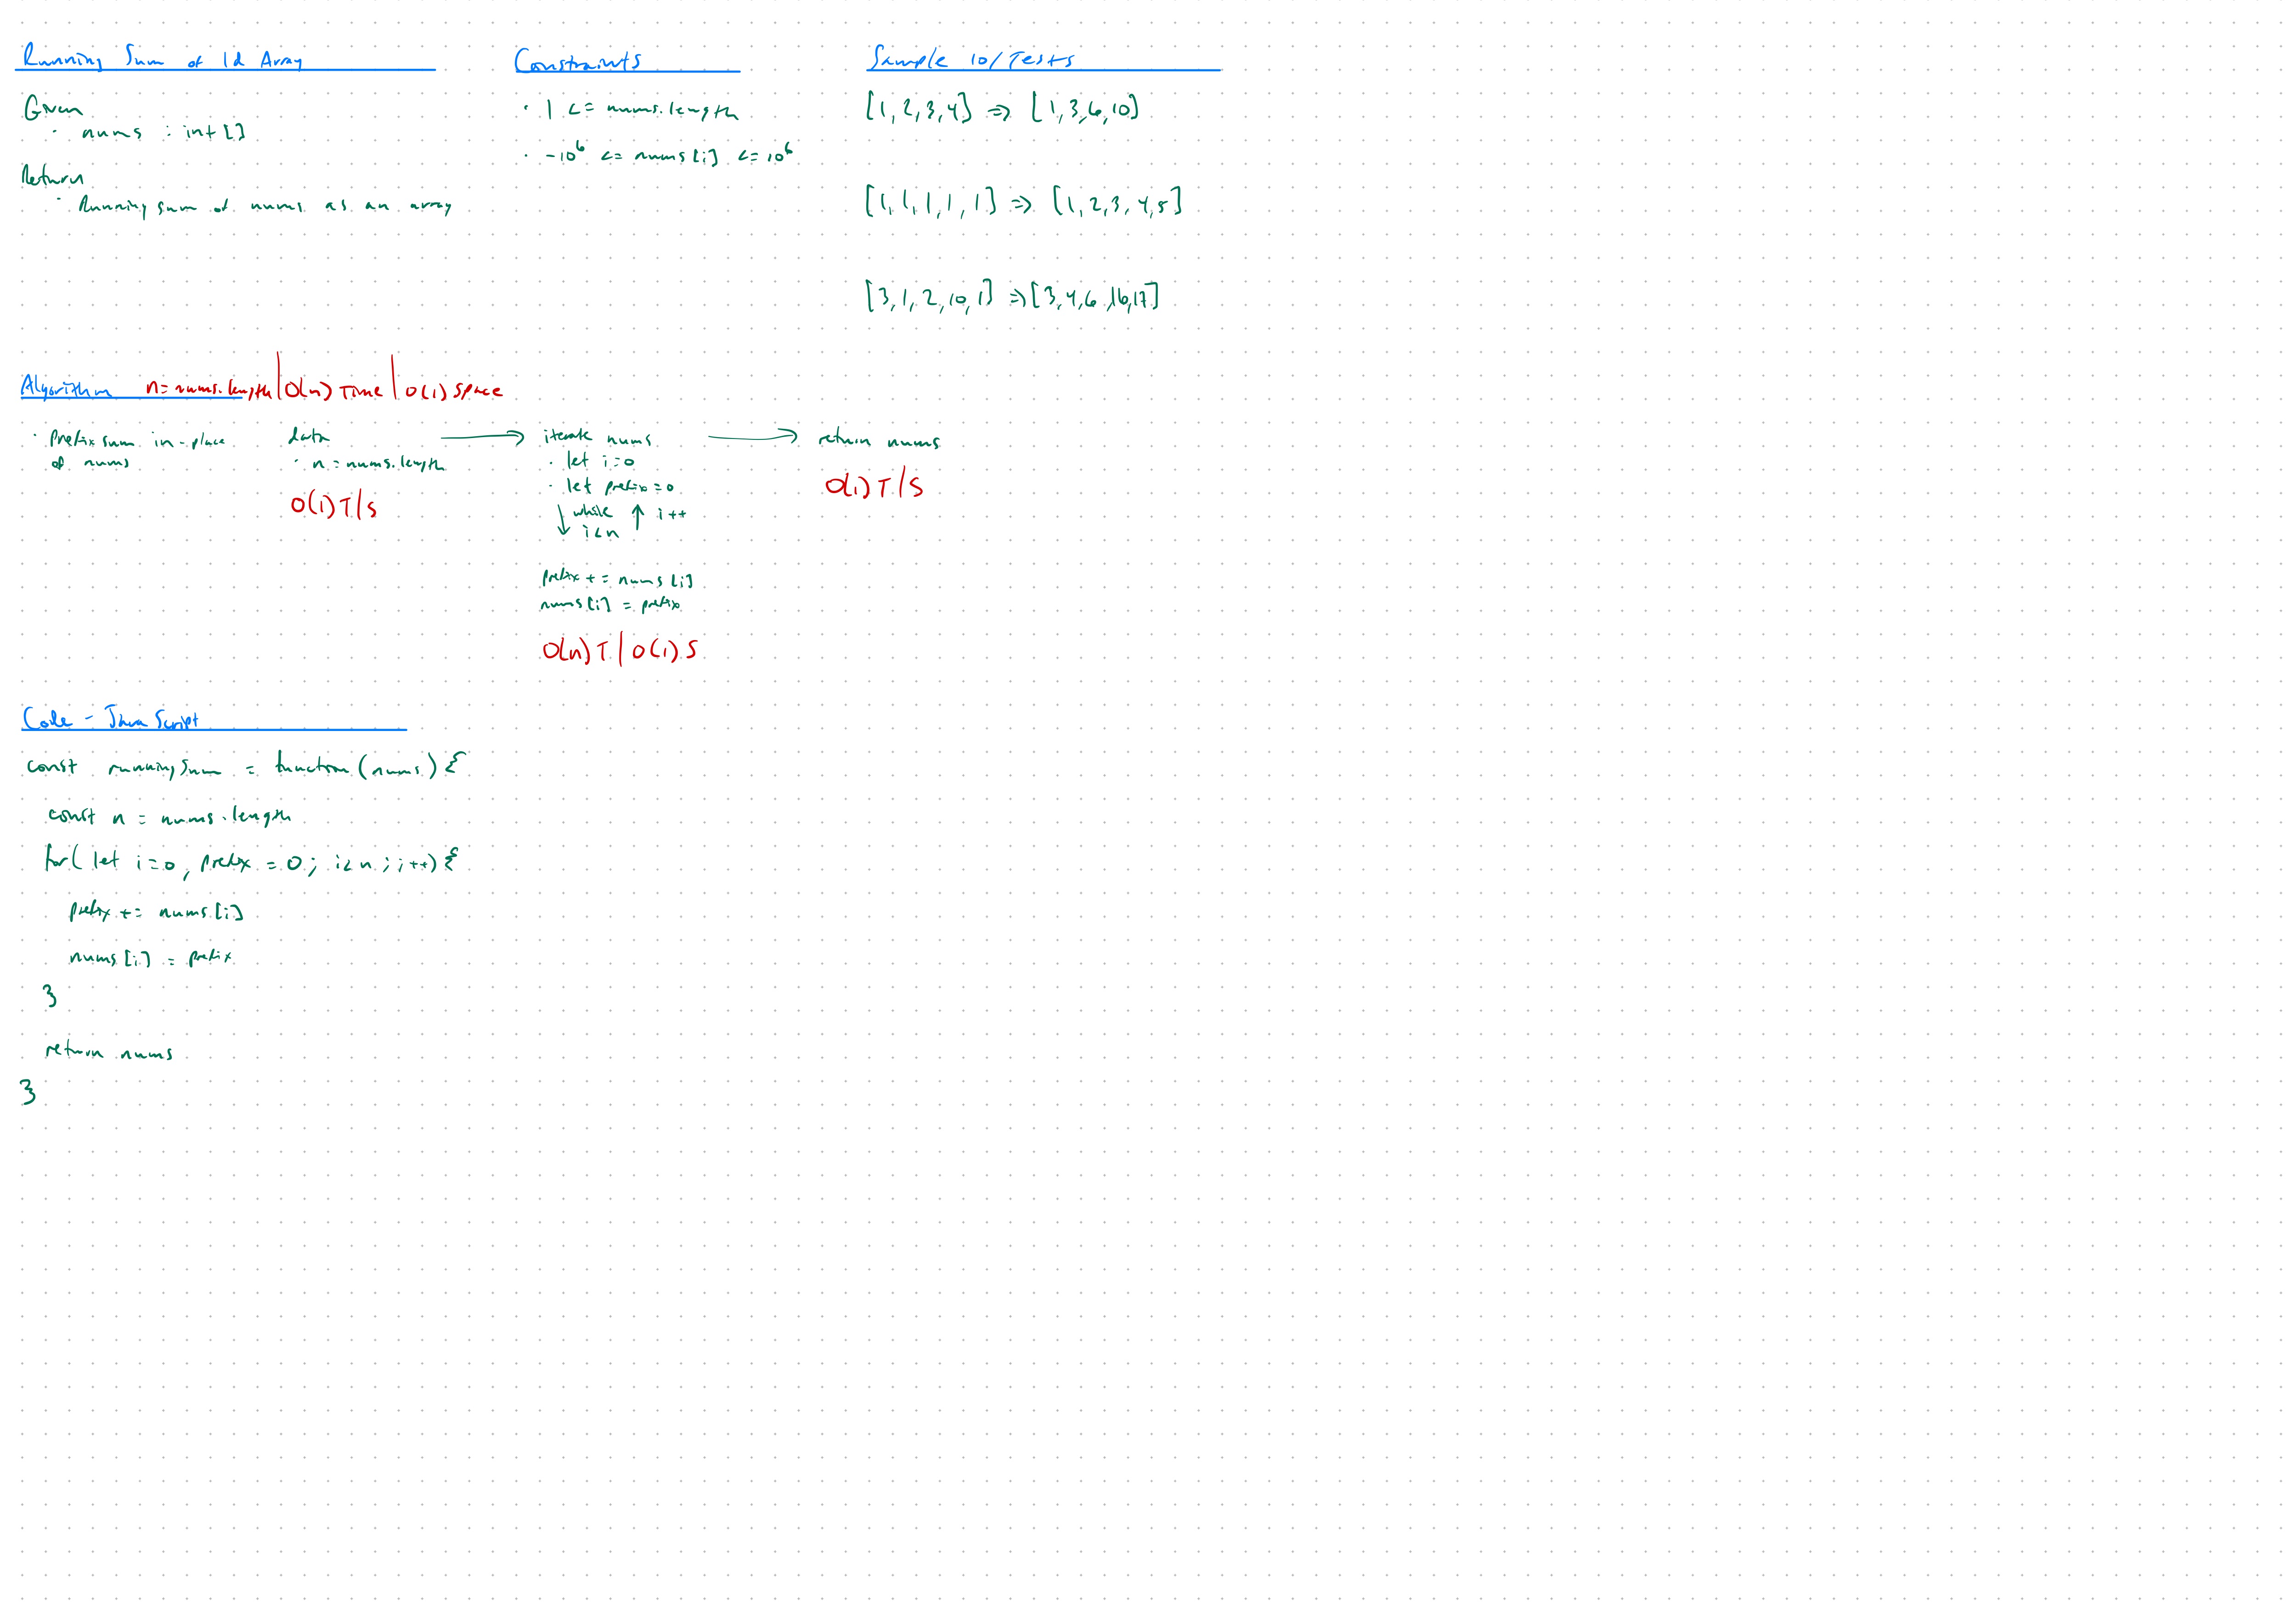 Running Sum of 1d Array
Given
· nums : int []
Return
· Running sum of nums as an array
Constraints
· 1 <= nums.length
· -10^6 <= nums[i] <= 10^6
Sample IO/Tests
[1, 2, 3, 4] => [1, 3, 6, 10]
[1, 1, 1, 1, 1] => [1, 2, 3, 4, 5]
[3, 1, 2, 10, 1] => [3, 4, 6, 16, 17]
Algorithm n = nums.length | O(n) Time | O(1) Space
· Prefix sum in-place
of nums
data
· n = nums.length
O(1) T/S
iterate nums
· let i=0
· let prefix=0
↓ while ↑ i++
i<n
prefix += nums[i]
nums[i] = prefix
O(n) T | O(1) S
return nums
O(1) T/S
Code - JavaScript
const runningSum = function(nums) {
const n = nums.length
for( let i=0, prefix = 0; i<n; i++) {
prefix += nums[i]
nums[i] = prefix
}
return nums
}